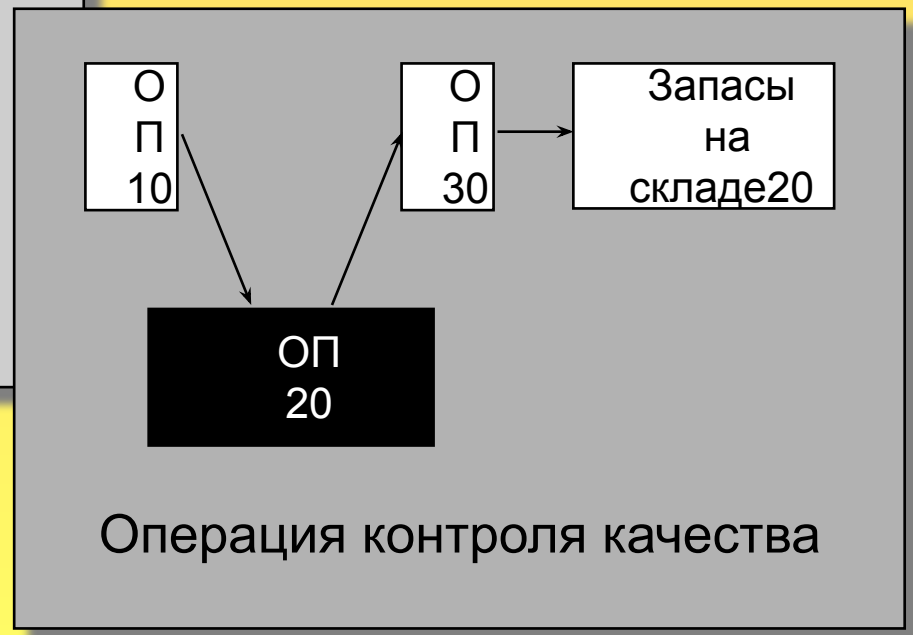 О
П
10
О
П
30
Запасы
на
складе20
ОП
20
Операция контроля качества